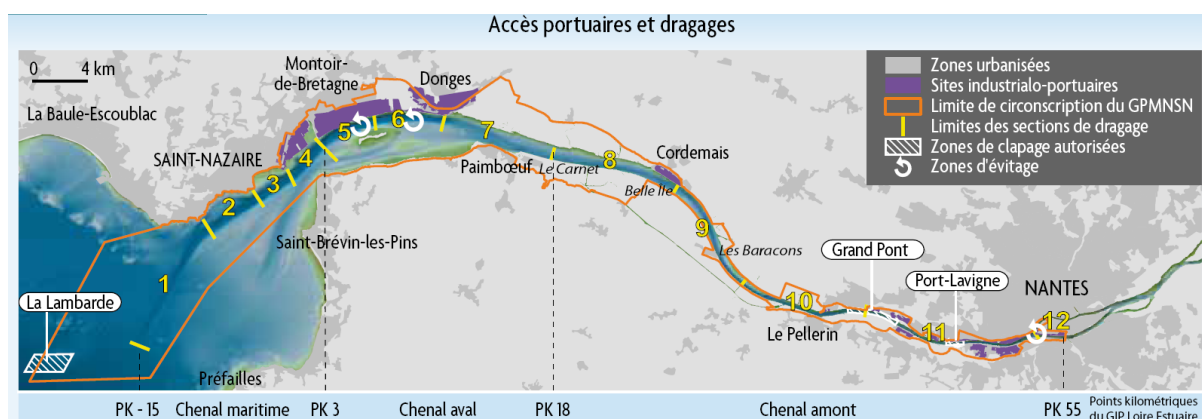 Accès portuaires et dragages
0 4 km
Montoir-
de-Bretagne
Donges
La Baule-Escoublac
Zones urbanisées
Sites industrialo-portuaires
Limite de circonscription du GPMNSN
Limites des sections de dragage
Zones de clapage autorisées
Zones d'évitage
SAINT-NAZAIRE
5
6
7
4
8
Cordemais
3
Paimbœuf
Le Carnet
Belle Ile
2
9
Saint-Brévin-les-Pins
Les Baracons
Grand Pont
1
Port-Lavigne
NANTES
La Lambarde
10
11
12
Le Pellerin
Préfailles
PK - 15 Chenal maritime PK 3 Chenal aval PK 18 Chenal amont PK 55
Points kilométriques
du GIP Loire Estuaire